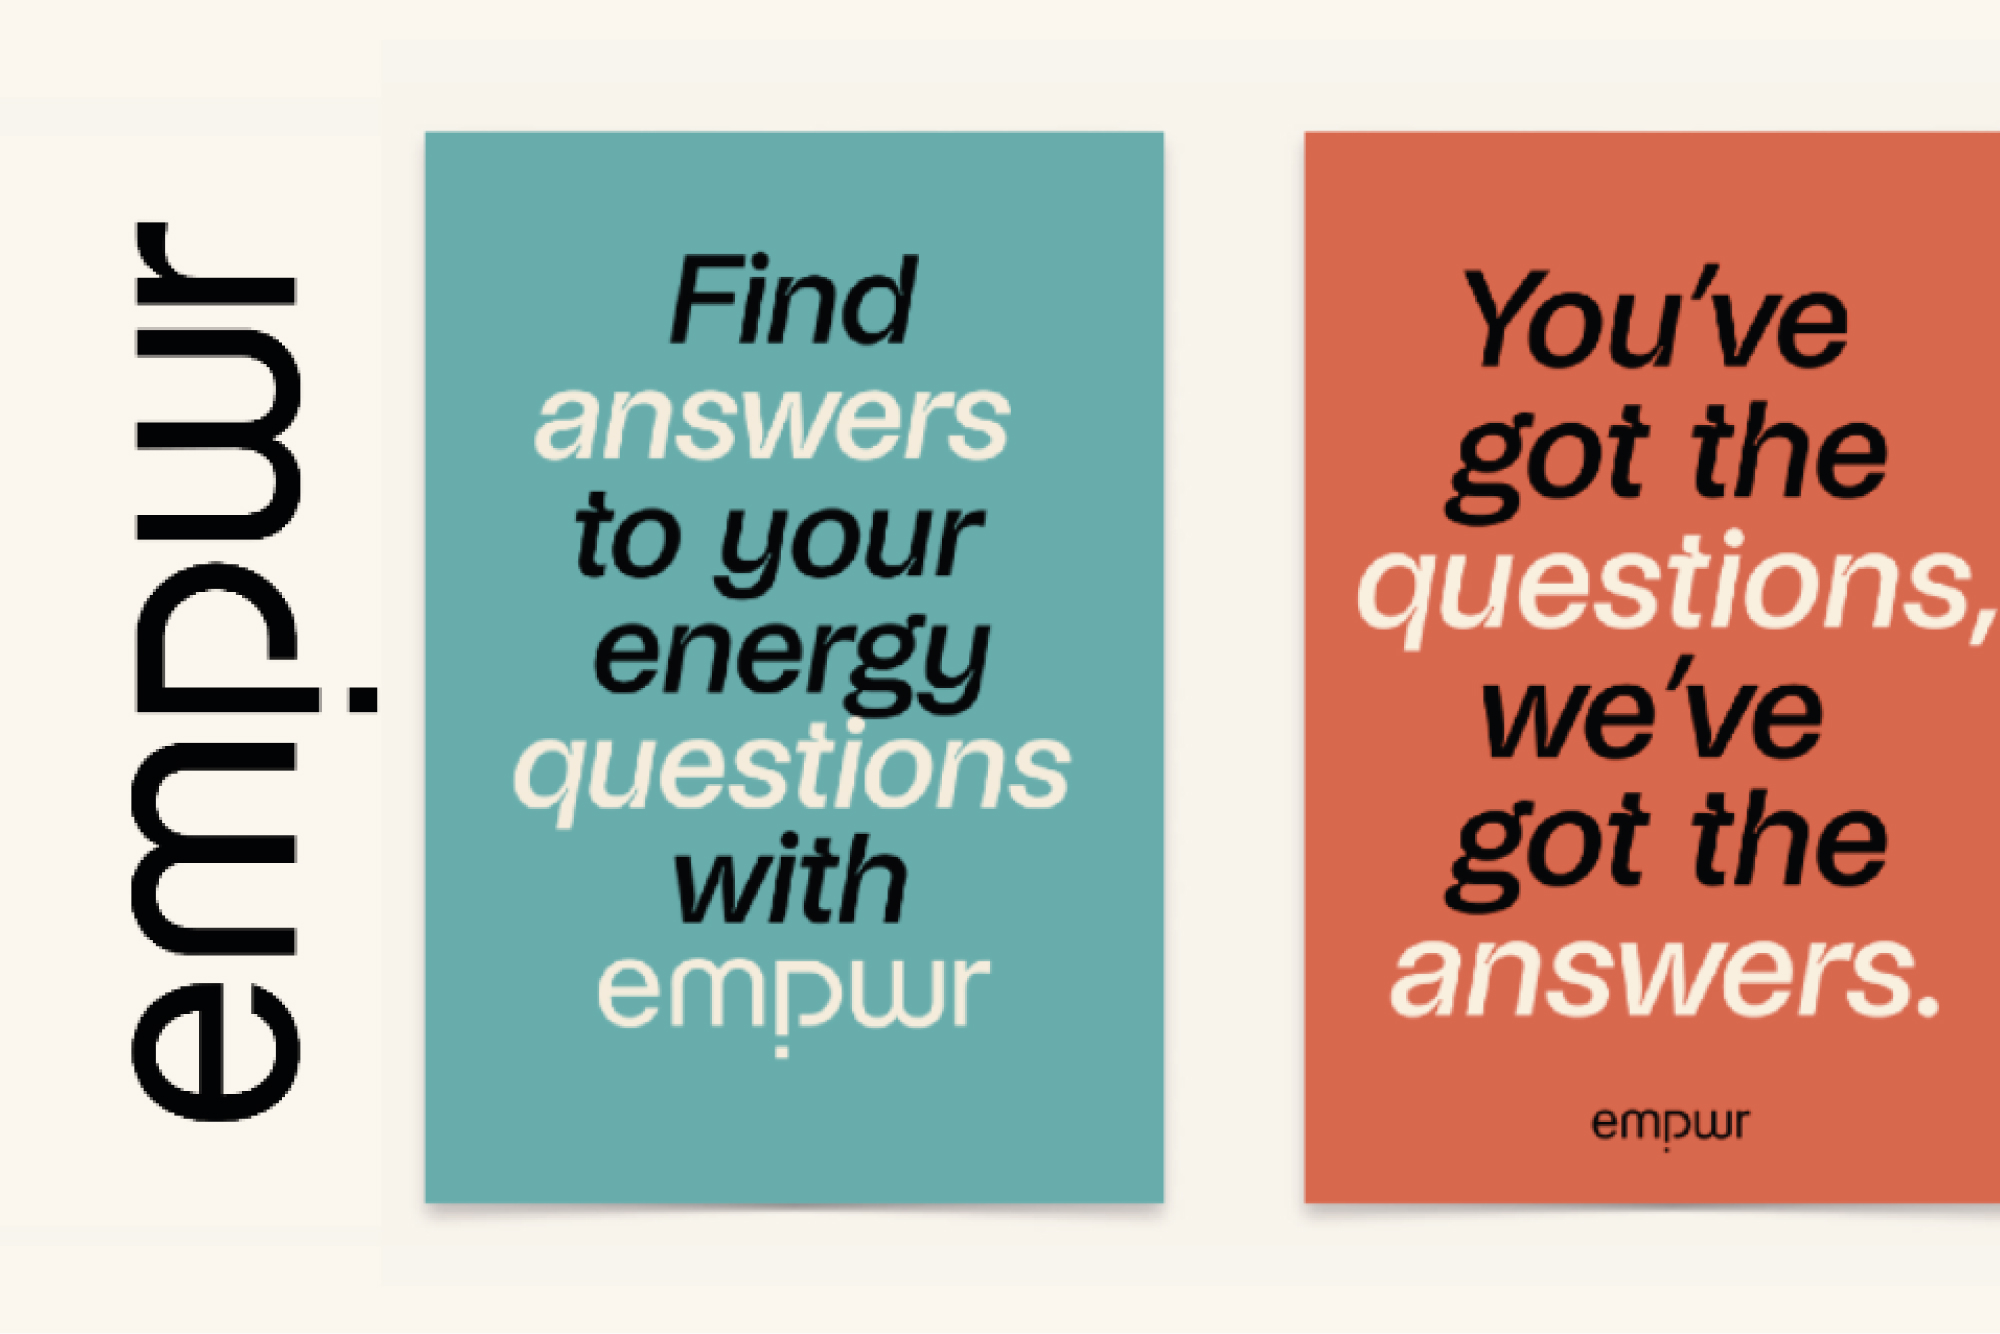 empwr
Find
answers
to your
energy
questions
with
empwr
You've
got the
questions,
we've
got the
answers.
empwr